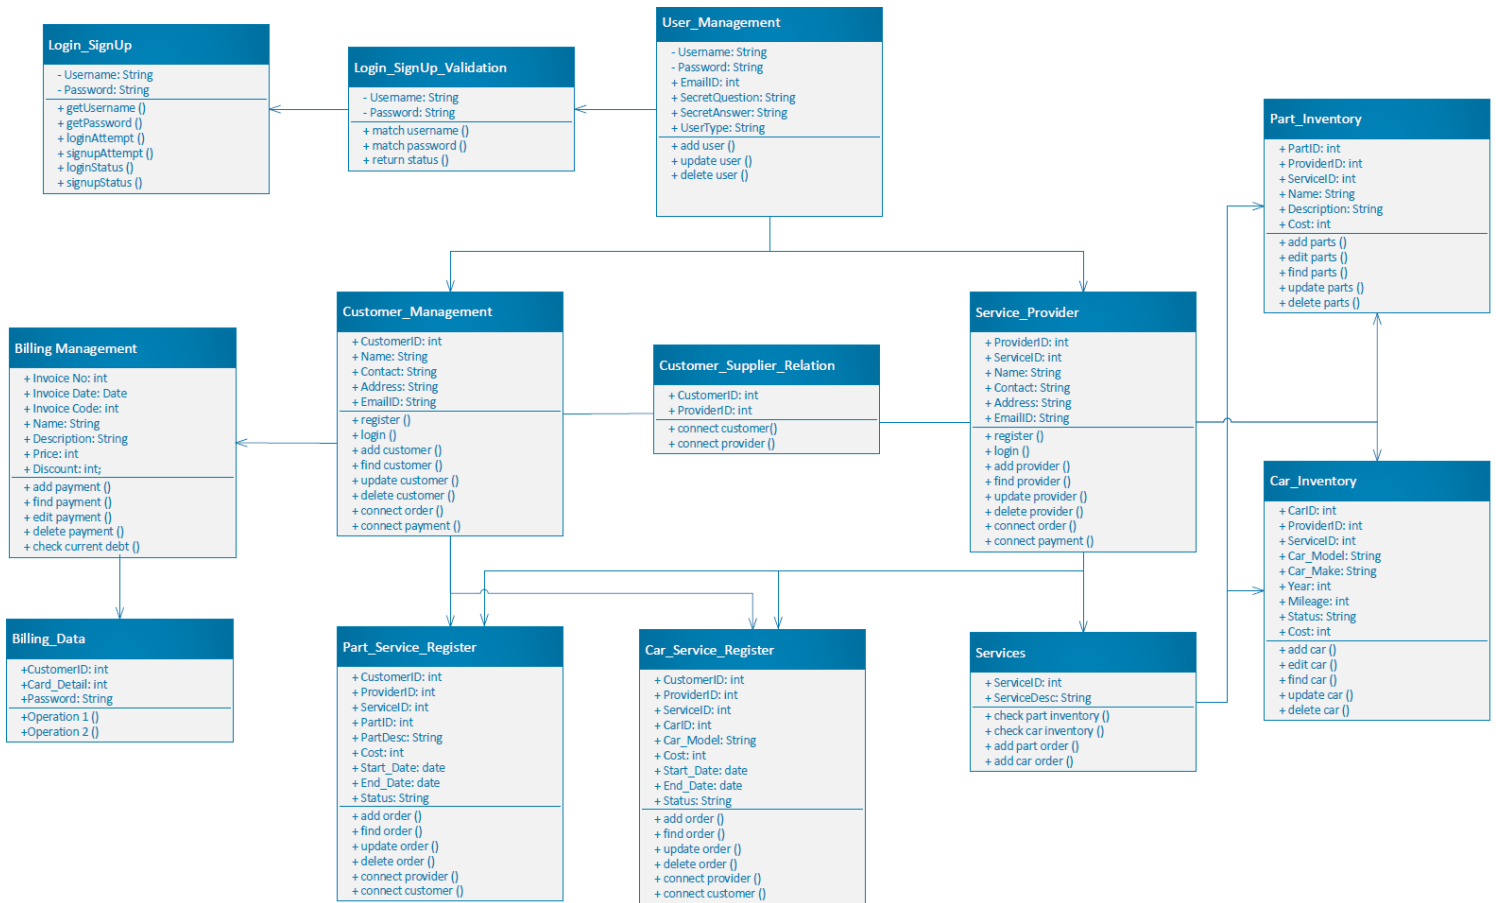 Login_SignUp
- Username: String
- Password: String
+ getUsername ()
+ getPassword ()
+ loginAttempt ()
+ signupAttempt ()
+ loginStatus ()
+ signupStatus ()
Login_SignUp_Validation
- Username: String
- Password: String
+ match username ()
+ match password ()
+ return status ()
User_Management
- Username: String
- Password: String
+ EmailID: int
+ SecretQuestion: String
+ SecretAnswer: String
+ UserType: String
+ add user ()
+ update user ()
+ delete user ()
Part_Inventory
+ PartID: int
+ ProviderID: int
+ ServiceID: int
+ Name: String
+ Description: String
+ Cost: int
+ add parts ()
+ edit parts ()
+ find parts ()
+ update parts ()
+ delete parts ()
Billing Management
+ Invoice No: int
+ Invoice Date: Date
+ Invoice Code: int
+ Name: String
+ Description: String
+ Price: int
+ Discount: int;
+ add payment ()
+ find payment ()
+ edit payment ()
+ delete payment ()
+ check current debt ()
Customer_Management
+ CustomerID: int
+ Name: String
+ Contact: String
+ Address: String
+ EmailID: String
+ register ()
+ login ()
+ add customer ()
+ find customer ()
+ update customer ()
+ delete customer ()
+ connect order ()
+ connect payment ()
Customer_Supplier_Relation
+ CustomerID: int
+ ProviderID: int
+ connect customer()
+ connect provider ()
Service_Provider
+ ProviderID: int
+ ServiceID: int
+ Name: String
+ Contact: String
+ Address: String
+ EmailID: String
+ register ()
+ login ()
+ add provider ()
+ find provider ()
+ update provider ()
+ delete provider ()
+ connect order ()
+ connect payment ()
Car_Inventory
+ CarID: int
+ ProviderID: int
+ ServiceID: int
+ Car_Model: String
+ Car_Make: String
+ Year: int
+ Mileage: int
+ Status: String
+ Cost: int
+ add car ()
+ edit car ()
+ find car ()
+ update car ()
+ delete car ()
Billing_Data
+CustomerID: int
+Card_Detail: int
+Password: String
+Operation 1 ()
+Operation 2 ()
Part_Service_Register
+ CustomerID: int
+ ProviderID: int
+ ServiceID: int
+ PartID: int
+ PartDesc: String
+ Cost: int
+ Start_Date: date
+ End_Date: date
+ Status: String
+ add order ()
+ find order ()
+ update order ()
+ delete order ()
+ connect provider ()
+ connect customer ()
Car_Service_Register
+ CustomerID: int
+ ProviderID: int
+ ServiceID: int
+ CarID: int
+ Car_Model: String
+ Cost: int
+ Start_Date: date
+ End_Date: date
+ Status: String
+ add order ()
+ find order ()
+ update order ()
+ delete order ()
+ connect provider ()
+ connect customer ()
Services
+ ServiceID: int
+ ServiceDesc: String
+ check part inventory ()
+ check car inventory ()
+ add part order ()
+ add car order ()